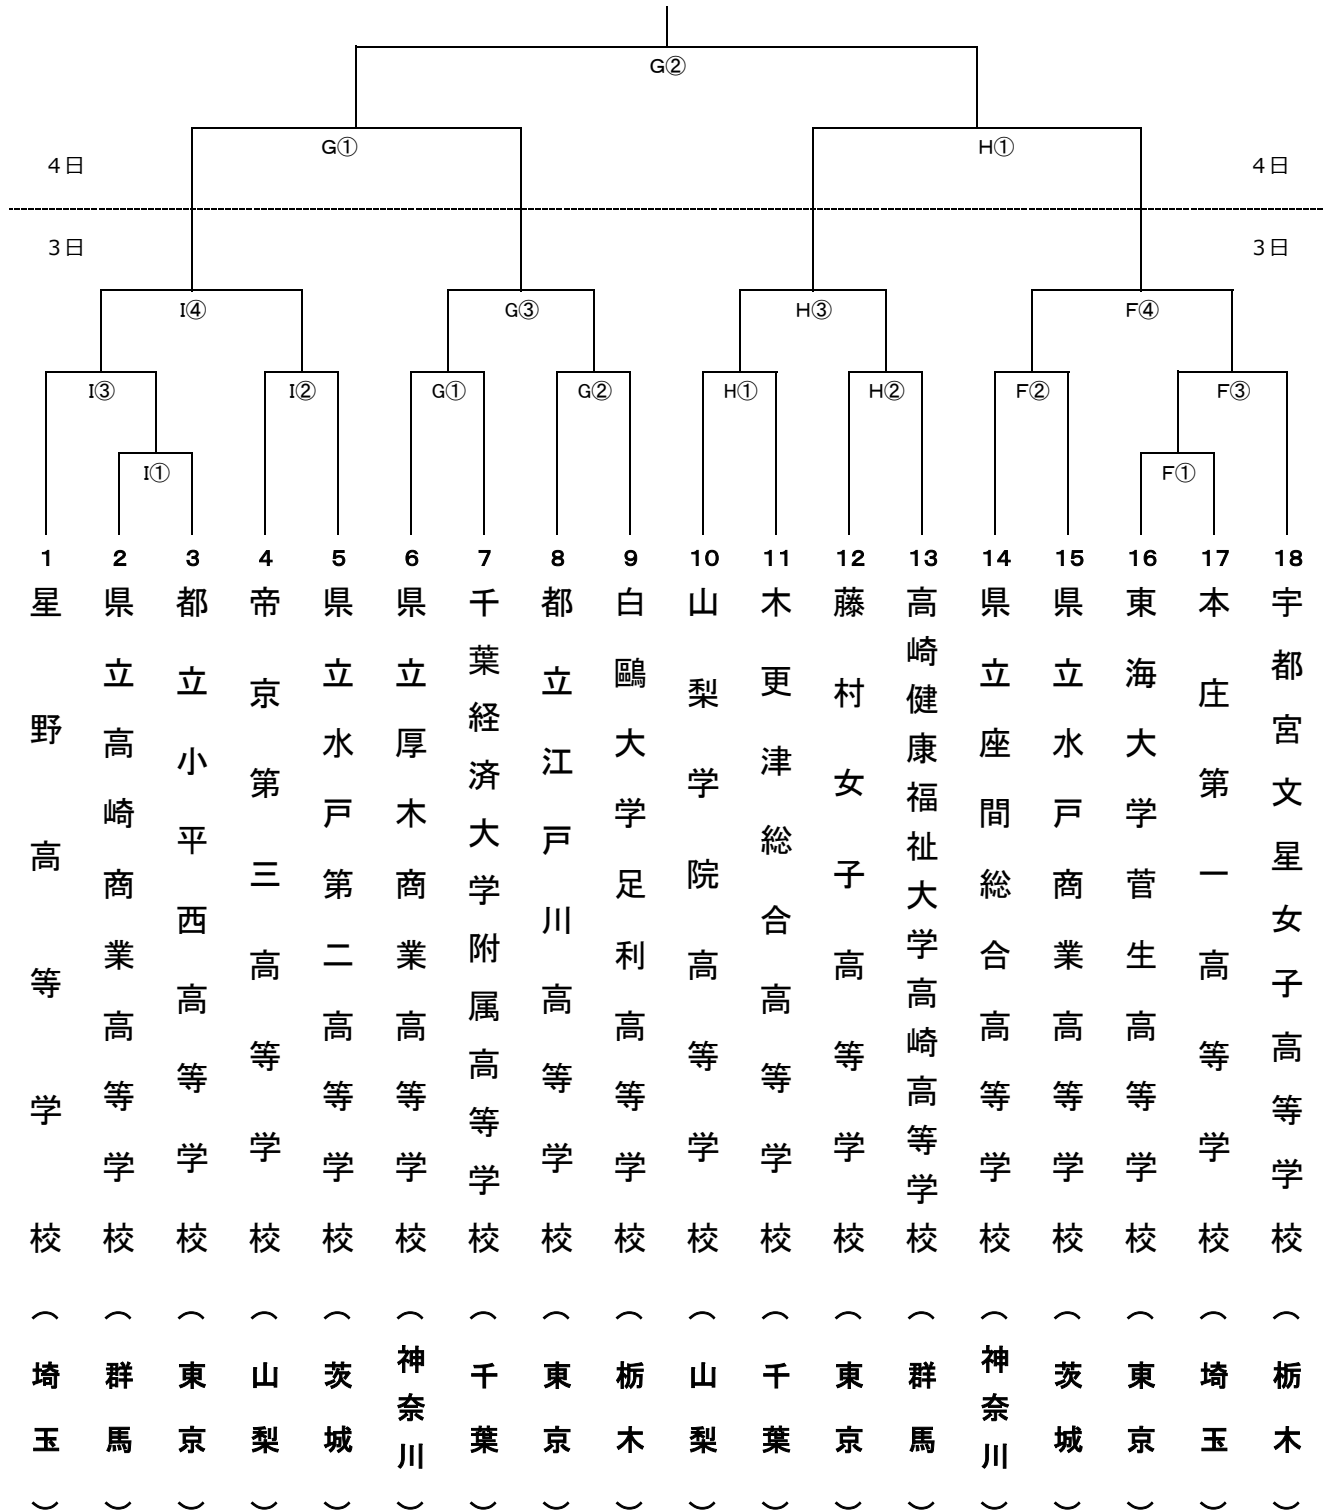 G②
G①
H①
４日
４日
３日
３日
I④
G③
H③
F④
I③
I②
G①
G②
H①
H②
F②
F③
I①
F①
1
星野高等学校
（埼玉）
2
県立高崎商業高等学校
（群馬）
3
都立小平西高等学校
（東京）
4
帝京第三高等学校
（山梨）
5
県立水戸第二高等学校
（茨城）
6
県立厚木商業高等学校
（神奈川）
7
千葉経済大学附属高等学校
（千葉）
8
都立江戸川高等学校
（東京）
9
白鷗大学足利高等学校
（栃木）
10
山梨学院高等学校
（山梨）
11
木更津総合高等学校
（千葉）
12
藤村女子高等学校
（東京）
13
高崎健康福祉大学高崎高等学校
（群馬）
14
県立座間総合高等学校
（神奈川）
15
県立水戸商業高等学校
（茨城）
16
東海大学菅生高等学校
（東京）
17
本庄第一高等学校
（埼玉）
18
宇都宮文星女子高等学校
（栃木）